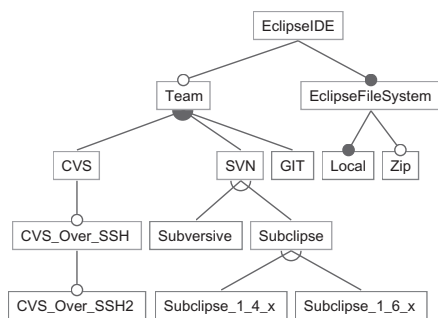 EclipseIDE
Team
EclipseFileSystem
CVS
SVN
GIT
Local
Zip
CVS_Over_SSH
Subversive
Subclipse
CVS_Over_SSH2
Subclipse_1_4_x
Subclipse_1_6_x